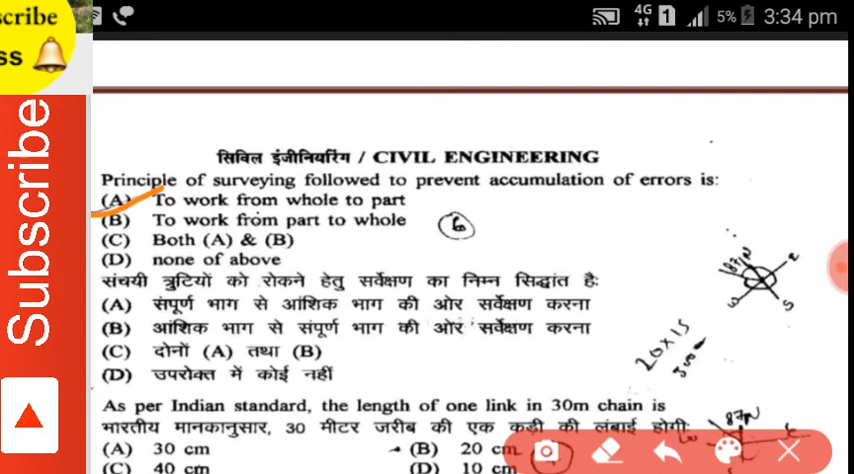 scribe
ss
4G 1 5% 3:34 pm
Subscribe
सिविल इंजीनियरिंग / CIVIL ENGINEERING
Principle of surveying followed to prevent accumulation of errors is:
(A) To work from whole to part
(B) To work from part to whole
(C) Both (A) & (B)
(D) none of above
संचयी त्रुटियों को रोकने हेतु सर्वेक्षण का निम्न सिद्धांत है:
(A) संपूर्ण भाग से आंशिक भाग की ओर सर्वेक्षण करना
(B) आंशिक भाग से संपूर्ण भाग की ओर सर्वेक्षण करना
(C) दोनों (A) तथा (B)
(D) उपरोक्त में कोई नहीं
20 x 15
As per Indian standard, the length of one link in 30m chain is
भारतीय मानकानुसार, 30 मीटर जरीब की एक कड़ी की लंबाई होगी
(A) 30 cm (B) 20 cm
(C) 40 cm (D) 10 cm